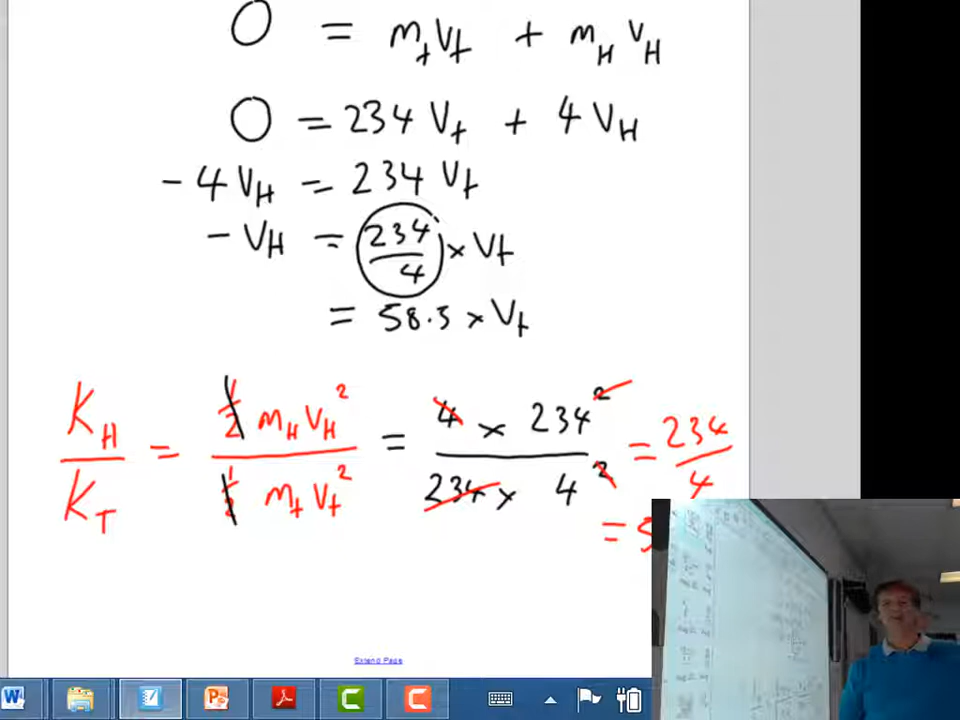 0 = m_t v_t + m_H v_H
0 = 234 v_t + 4 v_H
- 4 v_H = 234 v_t
- v_H = 234/4 × v_t
= 58.5 × v_t
K_H/K_T = ½ m_H v_H²/½ m_t v_t² = 4 × 234²/234 × 4² = 234/4
= 5
Extend Page